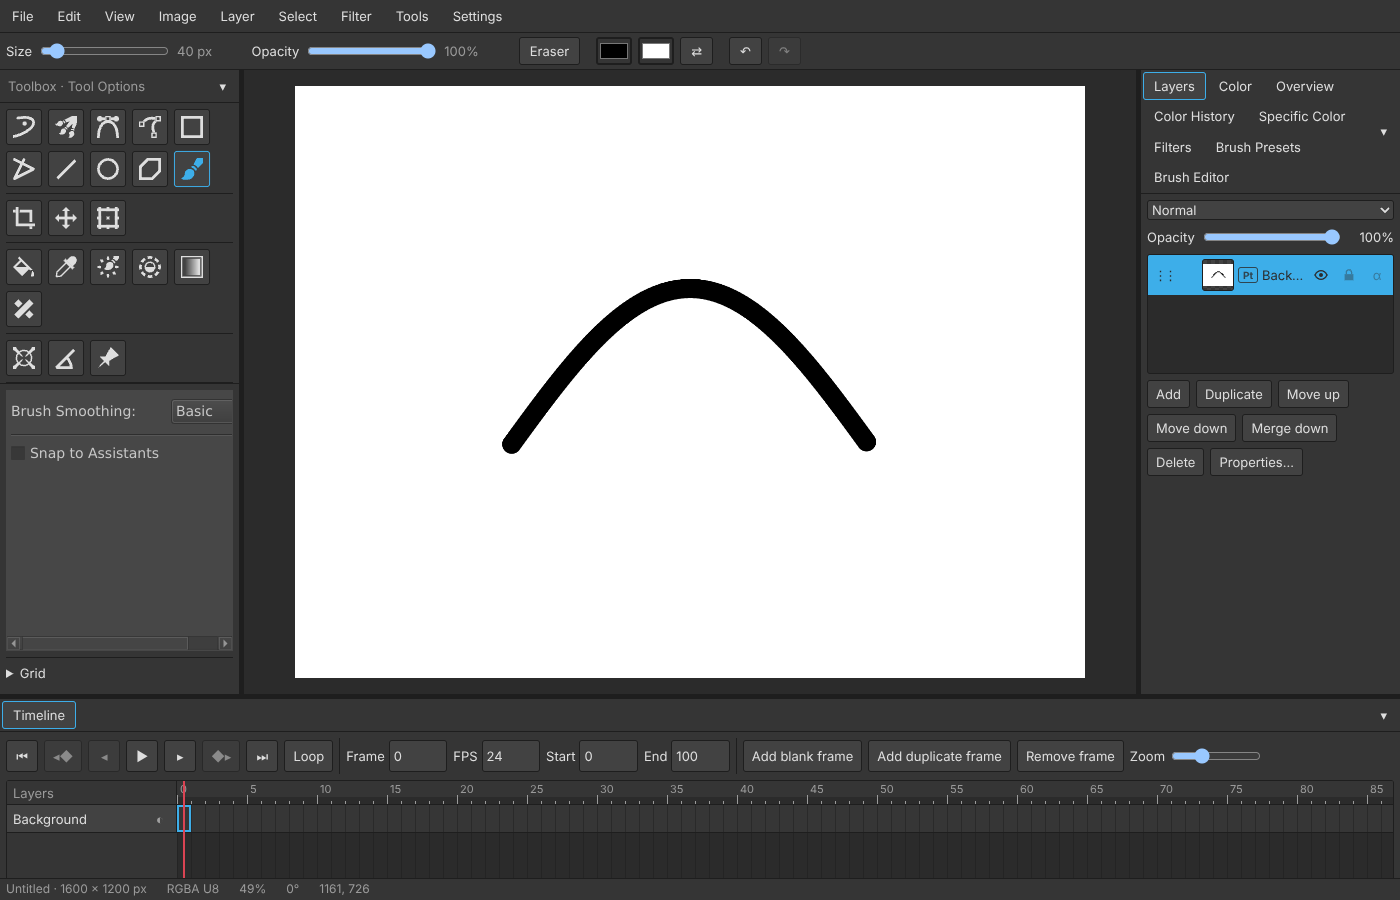 File Edit View Image Layer Select Filter Tools Settings
Size 40 px Opacity 100% Eraser
Toolbox · Tool Options
Brush Smoothing: Basic
Snap to Assistants
Grid
Layers Color Overview
Color History Specific Color
Filters Brush Presets
Brush Editor
Normal
Opacity 100%
Pt Back... α
Add Duplicate Move up
Move down Merge down
Delete Properties...
Timeline
Loop Frame 0 FPS 24 Start 0 End 100 Add blank frame Add duplicate frame Remove frame Zoom
Layers 0 5 10 15 20 25 30 35 40 45 50 55 60 65 70 75 80 85
Background
Untitled · 1600 × 1200 px RGBA U8 49% 0° 1161, 726